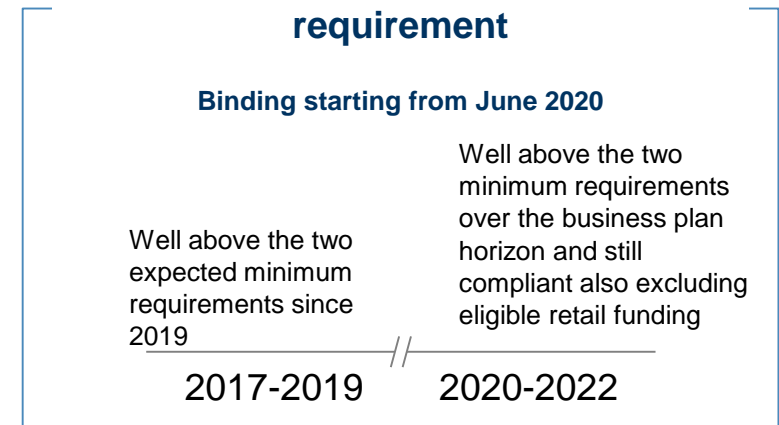 requirement
Binding starting from June 2020
Well above the two
expected minimum
requirements since
2019
Well above the two
minimum requirements
over the business plan
horizon and still
compliant also excluding
eligible retail funding
2017-2019
2020-2022